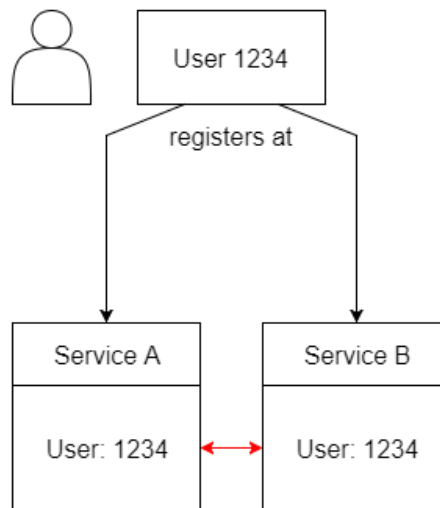 User 1234
registers at
Service A
Service B
User: 1234
User: 1234